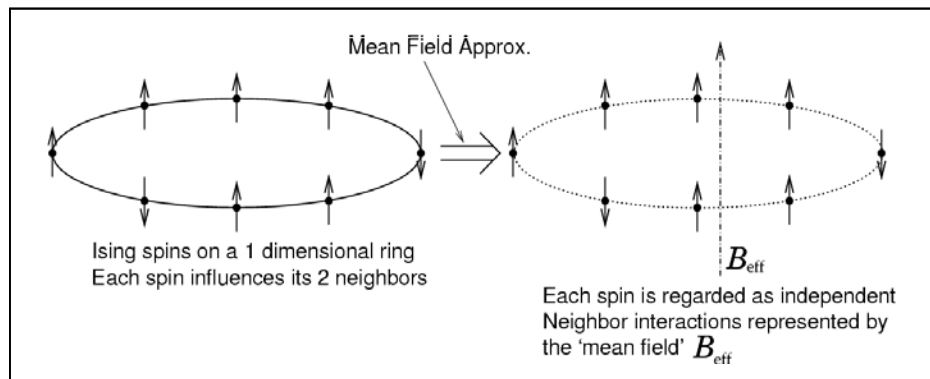 Mean Field Approx.
Ising spins on a 1 dimensional ring
Each spin influences its 2 neighbors
B_eff
Each spin is regarded as independent
Neighbor interactions represented by
the ‘mean field’ B_eff